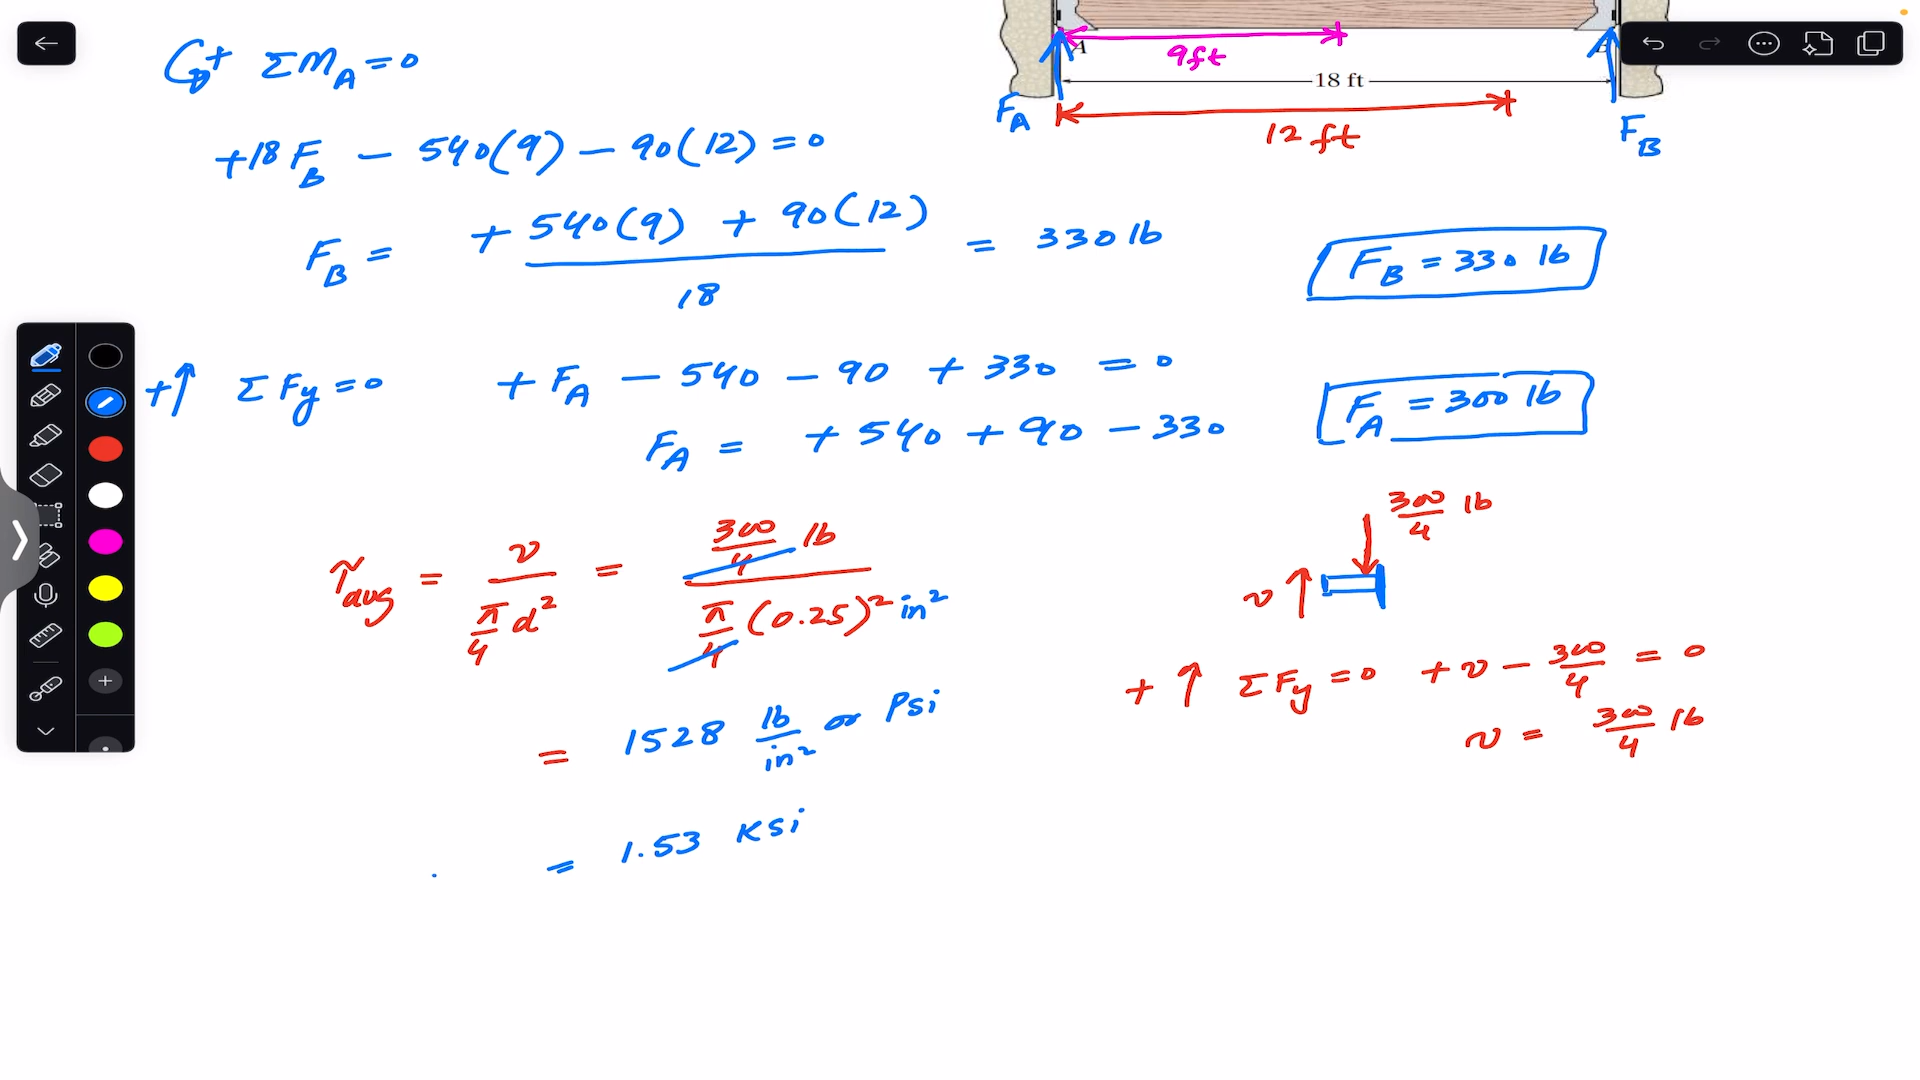 ↺+ ΣM_A = 0
A
9ft
18 ft
F_A
12 ft
F_B
+18 F_B − 540(9) − 90(12) = 0
F_B = (+ 540(9) + 90(12)) / 18 = 330 lb
F_B = 330 lb
+↑ ΣFy = 0 + F_A − 540 − 90 + 330 = 0
F_A = + 540 + 90 − 330
F_A = 300 lb
τ_avg = v / (π/4 d²) = (300/4 lb) / (π/4 (0.25)² in²)
300/4 lb
v ↑
+ ↑ ΣFy = 0 + v − 300/4 = 0
v = 300/4 lb
= 1528 lb/in² or Psi
= 1.53 Ksi